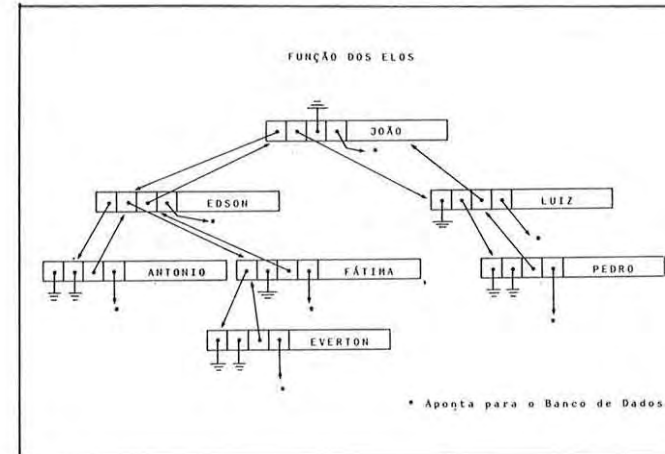 FUNÇÃO DOS ELOS
JOÃO
*
EDSON
LUIZ
*
*
ANTONIO
FÁTIMA
PEDRO
*
*
*
EVERTON
*
* Aponta para o Banco de Dados